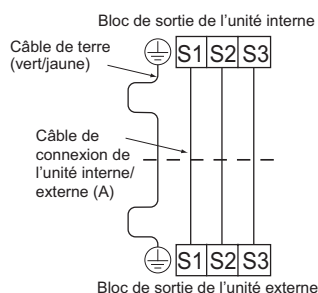 Bloc de sortie de l'unité interne
Câble de terre
(vert/jaune)
S1 S2 S3
Câble de
connexion de
l'unité interne/
externe (A)
S1 S2 S3
Bloc de sortie de l'unité externe